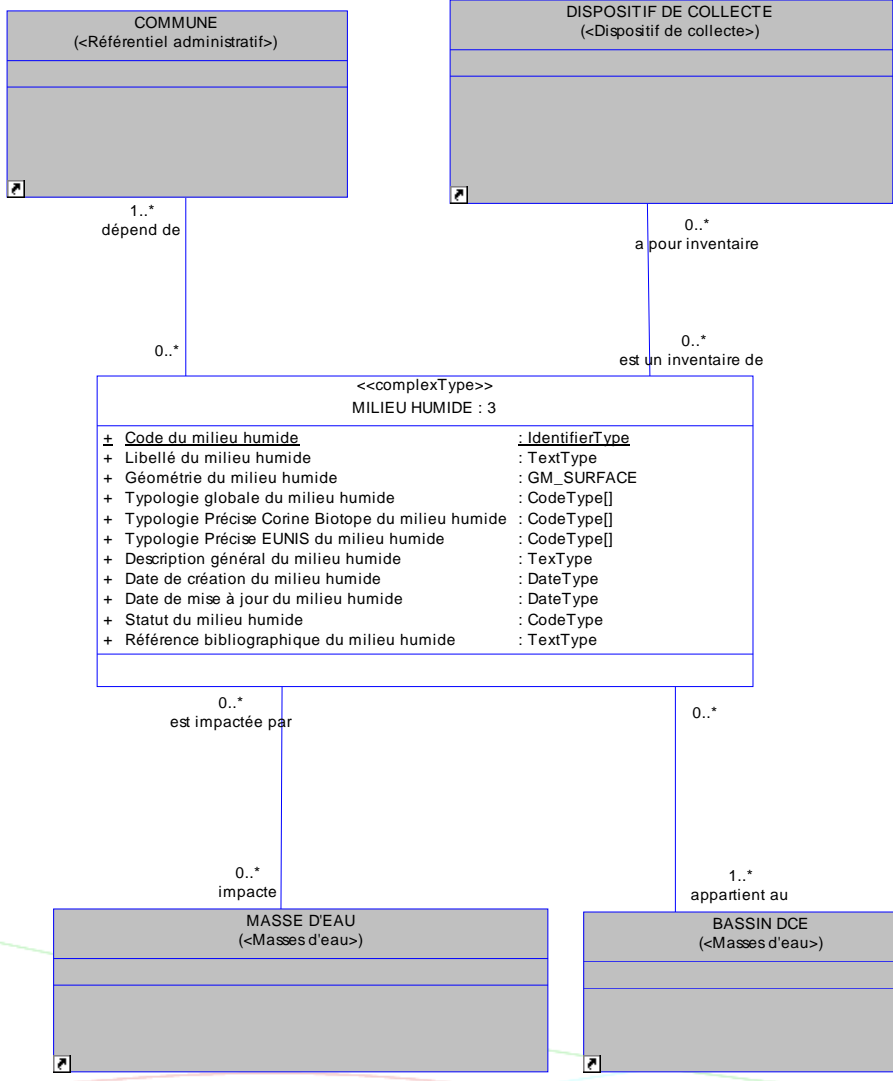 COMMUNE
(<Référentiel administratif>)
DISPOSITIF DE COLLECTE
(<Dispositif de collecte>)
1..*
dépend de
0..*
a pour inventaire
0..*
0..*
est un inventaire de
<<complexType>>
MILIEU HUMIDE : 3
+ Code du milieu humide : IdentifierType
+ Libellé du milieu humide : TextType
+ Géométrie du milieu humide : GM_SURFACE
+ Typologie globale du milieu humide : CodeType[]
+ Typologie Précise Corine Biotope du milieu humide : CodeType[]
+ Typologie Précise EUNIS du milieu humide : CodeType[]
+ Description général du milieu humide : TexType
+ Date de création du milieu humide : DateType
+ Date de mise à jour du milieu humide : DateType
+ Statut du milieu humide : CodeType
+ Référence bibliographique du milieu humide : TextType
0..*
est impactée par
0..*
0..*
impacte
1..*
appartient au
MASSE D'EAU
(<Masses d'eau>)
BASSIN DCE
(<Masses d'eau>)